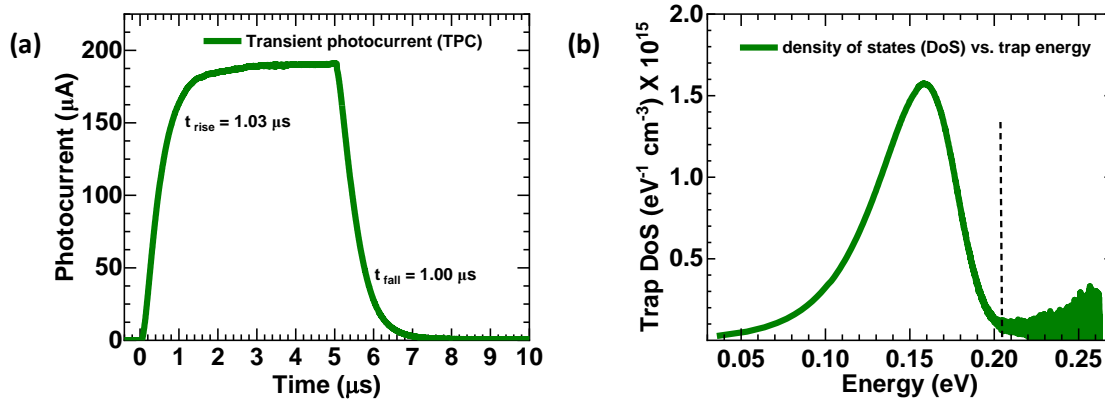 (a)
Transient photocurrent (TPC)
200
150
100
50
0
Photocurrent (μA)
t rise = 1.03 μs
t fall = 1.00 μs
0 1 2 3 4 5 6 7 8 9 10
Time (μs)
(b)
density of states (DoS) vs. trap energy
2.0
1.5
1.0
0.5
Trap DoS (eV⁻¹ cm⁻³) X 10¹⁵
0.05 0.10 0.15 0.20 0.25
Energy (eV)